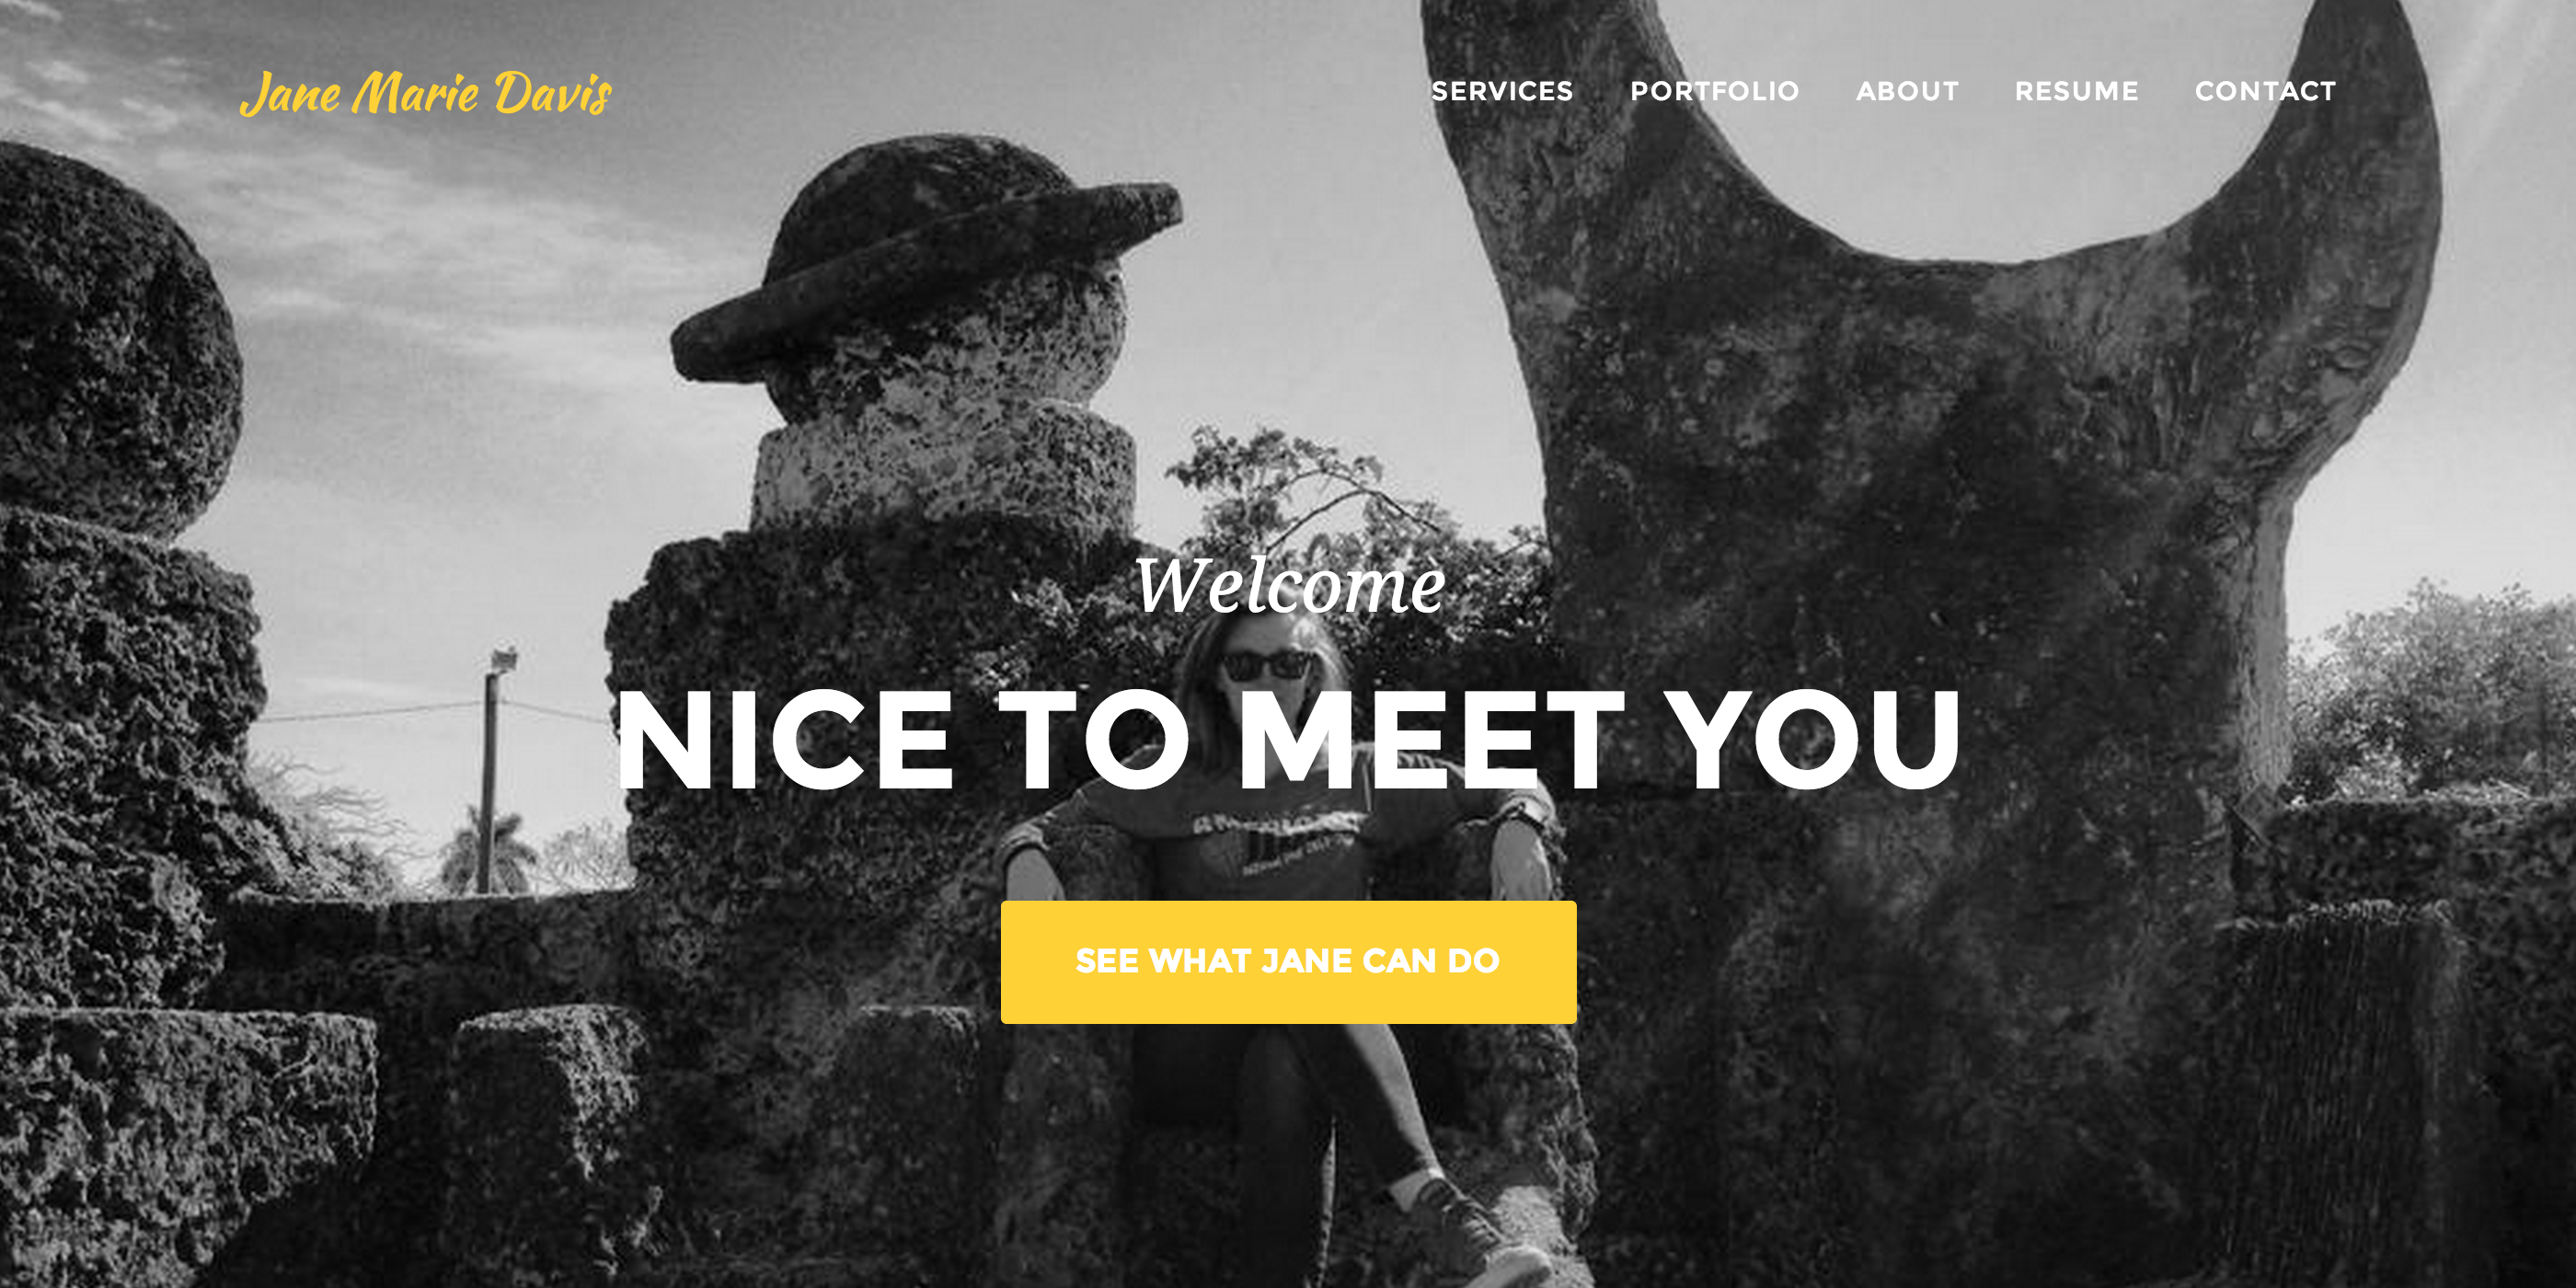 Jane Marie Davis
SERVICES PORTFOLIO ABOUT RESUME CONTACT
Welcome
NICE TO MEET YOU
SEE WHAT JANE CAN DO